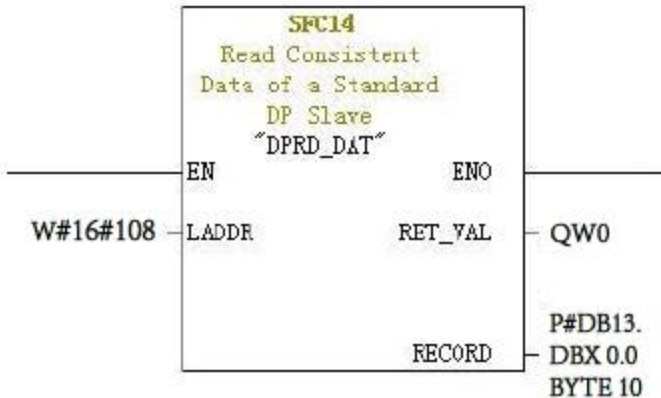 SFC14
Read Consistent
Data of a Standard
DP Slave
"DPRD_DAT"
EN ENO
W#16#108 LADDR RET_VAL QW0
RECORD P#DB13.
DBX 0.0
BYTE 10